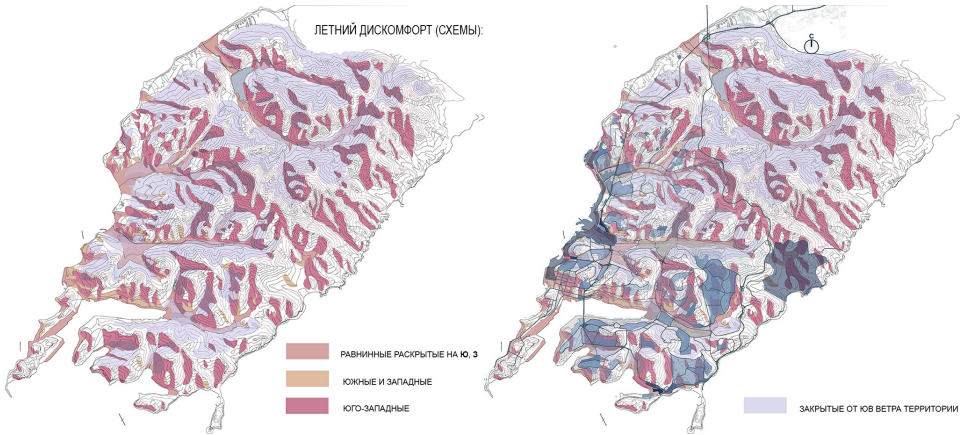 ЛЕТНИЙ ДИСКОМФОРТ (СХЕМЫ):
С
РАВНИННЫЕ РАСКРЫТЫЕ НА Ю, З
ЮЖНЫЕ И ЗАПАДНЫЕ
ЮГО-ЗАПАДНЫЕ
ЗАКРЫТЫЕ ОТ ЮВ ВЕТРА ТЕРРИТОРИИ